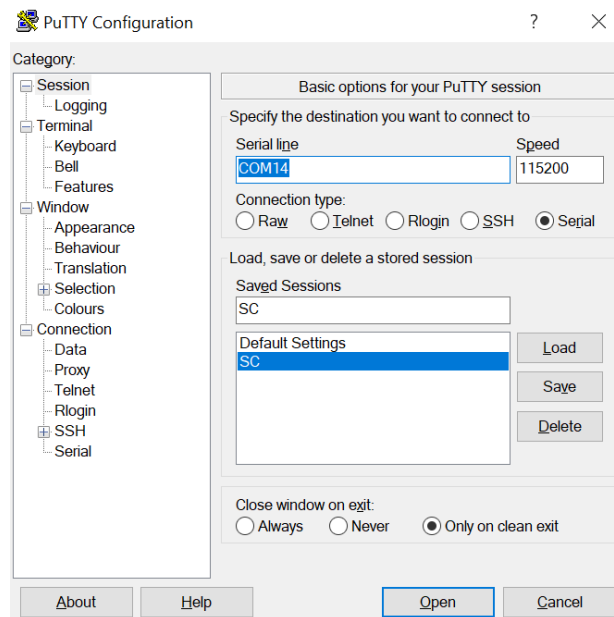 PuTTY Configuration
?
Category:
Session
Logging
Terminal
Keyboard
Bell
Features
Window
Appearance
Behaviour
Translation
Selection
Colours
Connection
Data
Proxy
Telnet
Rlogin
SSH
Serial
Basic options for your PuTTY session
Specify the destination you want to connect to
Serial line Speed
COM14 115200
Connection type:
Raw Telnet Rlogin SSH Serial
Load, save or delete a stored session
Saved Sessions
SC
Default Settings
SC
Load
Save
Delete
Close window on exit:
Always Never Only on clean exit
About Help Open Cancel